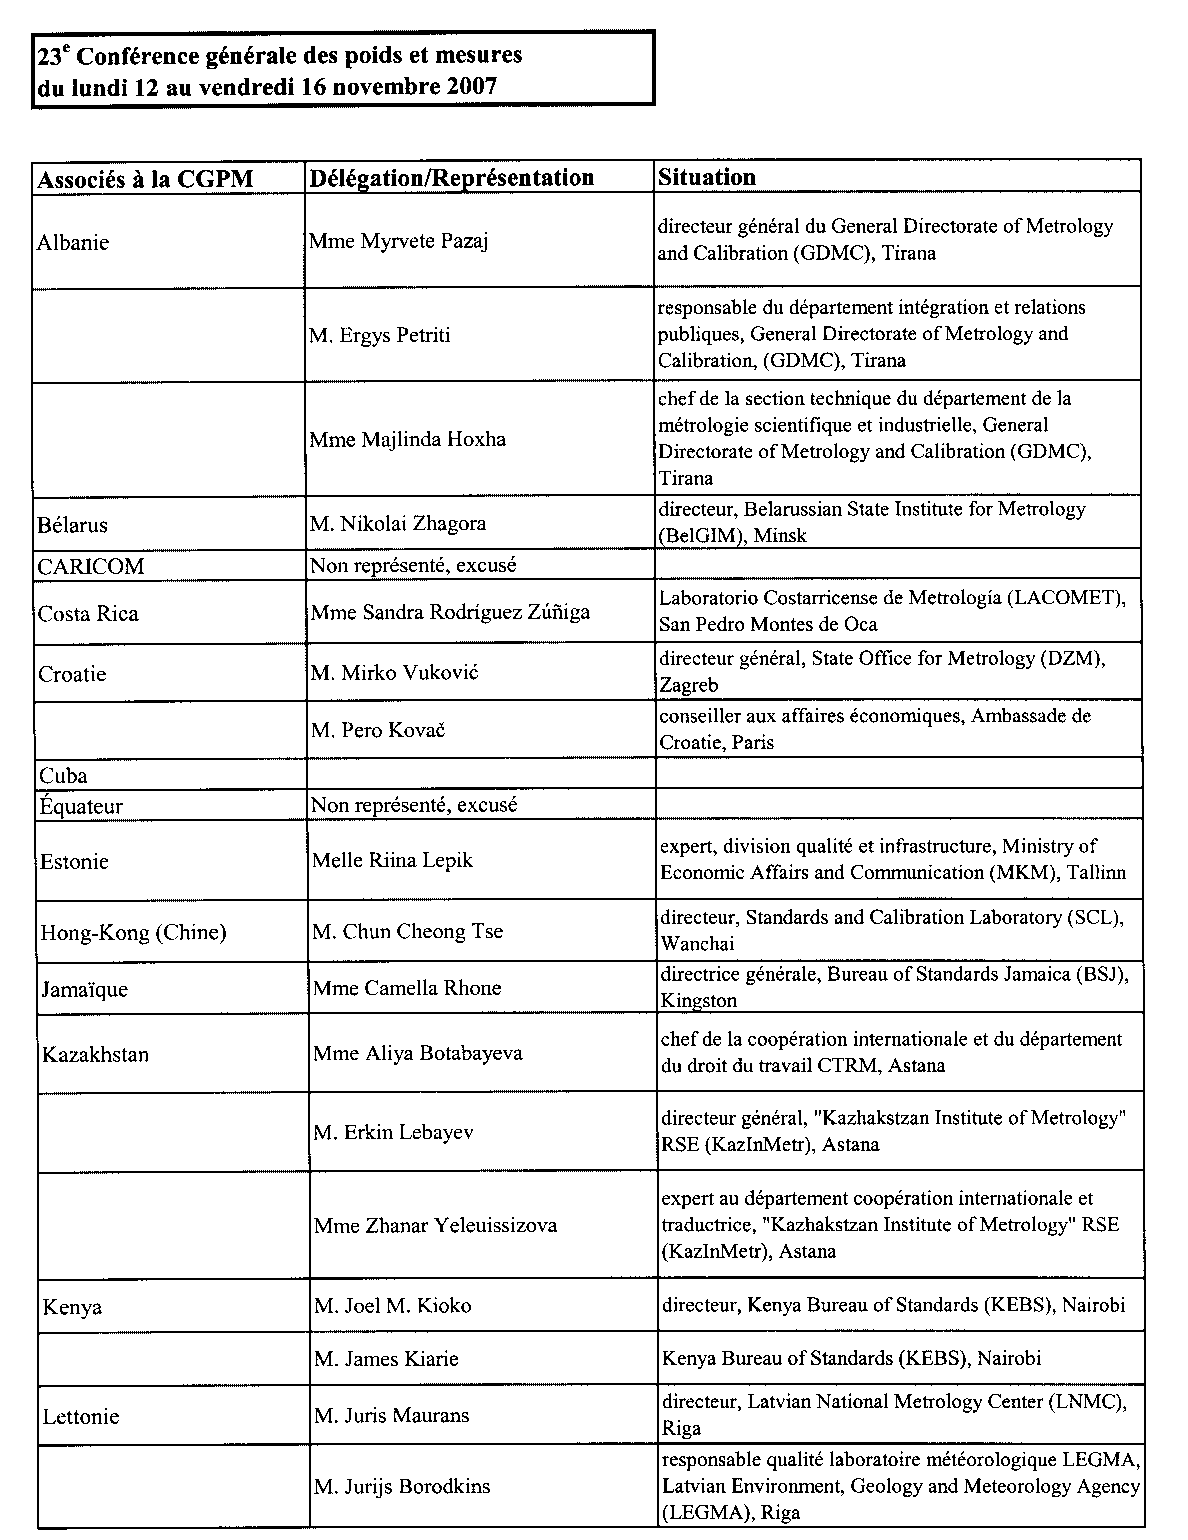 23e Conférence générale des poids et mesures
du lundi 12 au vendredi 16 novembre 2007
Associés à la CGPM Délégation/Représentation Situation
Albanie Mme Myrvete Pazaj directeur général du General Directorate of Metrology
and Calibration (GDMC), Tirana
M. Ergys Petriti responsable du département intégration et relations
publiques, General Directorate of Metrology and
Calibration, (GDMC), Tirana
Mme Majlinda Hoxha chef de la section technique du département de la
métrologie scientifique et industrielle, General
Directorate of Metrology and Calibration (GDMC),
Tirana
Bélarus M. Nikolai Zhagora directeur, Belarussian State Institute for Metrology
(BelGIM), Minsk
CARICOM Non représenté, excusé
Costa Rica Mme Sandra Rodríguez Zúñiga Laboratorio Costarricense de Metrología (LACOMET),
San Pedro Montes de Oca
Croatie M. Mirko Vuković directeur général, State Office for Metrology (DZM),
Zagreb
M. Pero Kovač conseiller aux affaires économiques, Ambassade de
Croatie, Paris
Cuba
Équateur Non représenté, excusé
Estonie Melle Riina Lepik expert, division qualité et infrastructure, Ministry of
Economic Affairs and Communication (MKM), Tallinn
Hong-Kong (Chine) M. Chun Cheong Tse directeur, Standards and Calibration Laboratory (SCL),
Wanchai
Jamaïque Mme Camella Rhone directrice générale, Bureau of Standards Jamaica (BSJ),
Kingston
Kazakhstan Mme Aliya Botabayeva chef de la coopération internationale et du département
du droit du travail CTRM, Astana
M. Erkin Lebayev directeur général, "Kazhakstzan Institute of Metrology"
RSE (KazInMetr), Astana
Mme Zhanar Yeleuissizova expert au département coopération internationale et
traductrice, "Kazhakstzan Institute of Metrology" RSE
(KazInMetr), Astana
Kenya M. Joel M. Kioko directeur, Kenya Bureau of Standards (KEBS), Nairobi
M. James Kiarie Kenya Bureau of Standards (KEBS), Nairobi
Lettonie M. Juris Maurans directeur, Latvian National Metrology Center (LNMC),
Riga
M. Jurijs Borodkins responsable qualité laboratoire météorologique LEGMA,
Latvian Environment, Geology and Meteorology Agency
(LEGMA), Riga